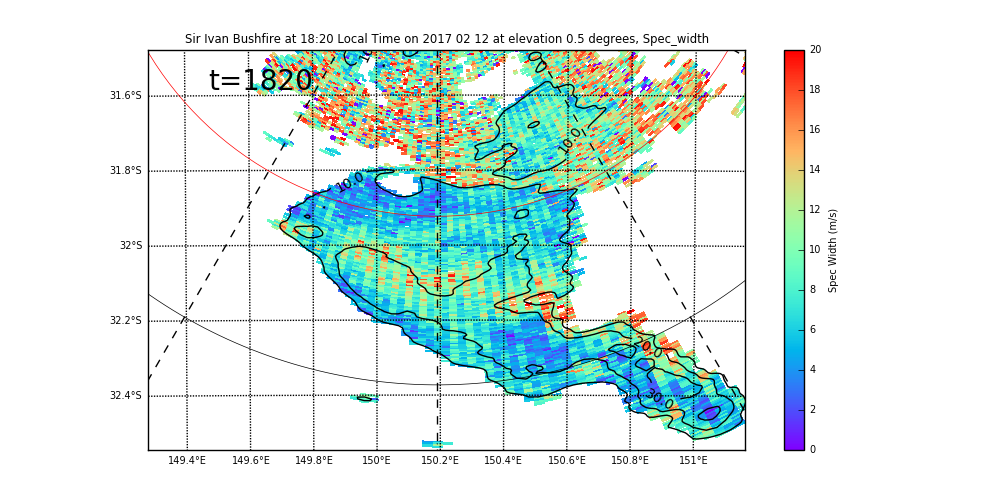 Sir Ivan Bushfire at 18:20 Local Time on 2017 02 12 at elevation 0.5 degrees, Spec_width
t=1820
31.6°S
31.8°S
32°S
32.2°S
32.4°S
149.4°E 149.6°E 149.8°E 150°E 150.2°E 150.4°E 150.6°E 150.8°E 151°E
10.0
20
18
16
14
12
10
8
6
4
2
0
Spec Width (m/s)